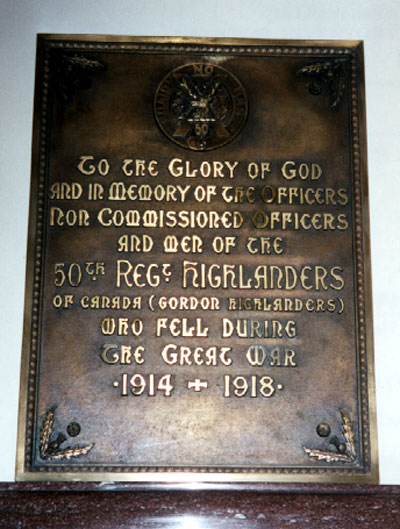 50
TO THE GLORY OF GOD
AND IN MEMORY OF THE OFFICERS
NON COMMISSIONED OFFICERS
AND MEN OF THE
50TH REGT HIGHLANDERS
OF CANADA (GORDON HIGHLANDERS)
WHO FELL DURING
THE GREAT WAR
·1914 + 1918·